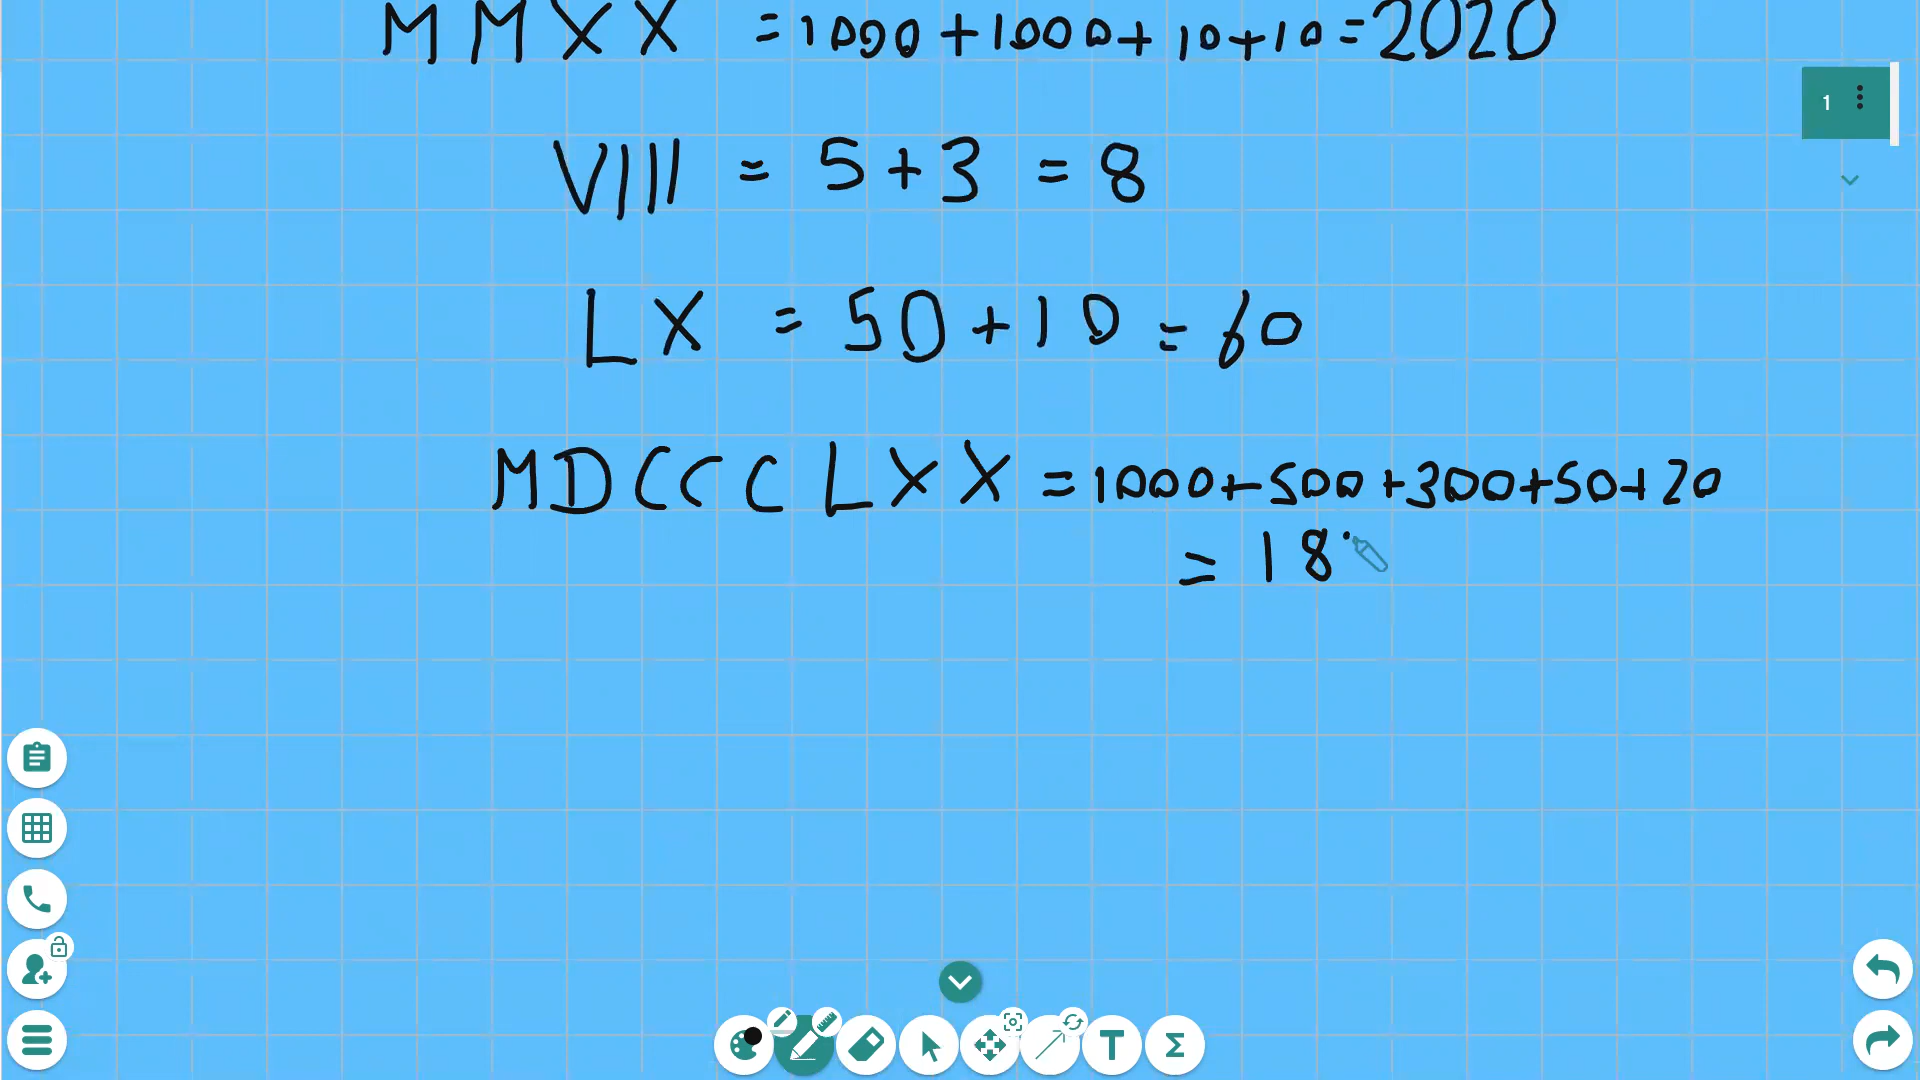 MMXX = 1000 + 1000 + 10 + 10 = 2020
1
VIII = 5 + 3 = 8
LX = 50 + 10 = 60
MDCCCLXX = 1000 + 500 + 300 + 50 + 20
= 18
T Σ